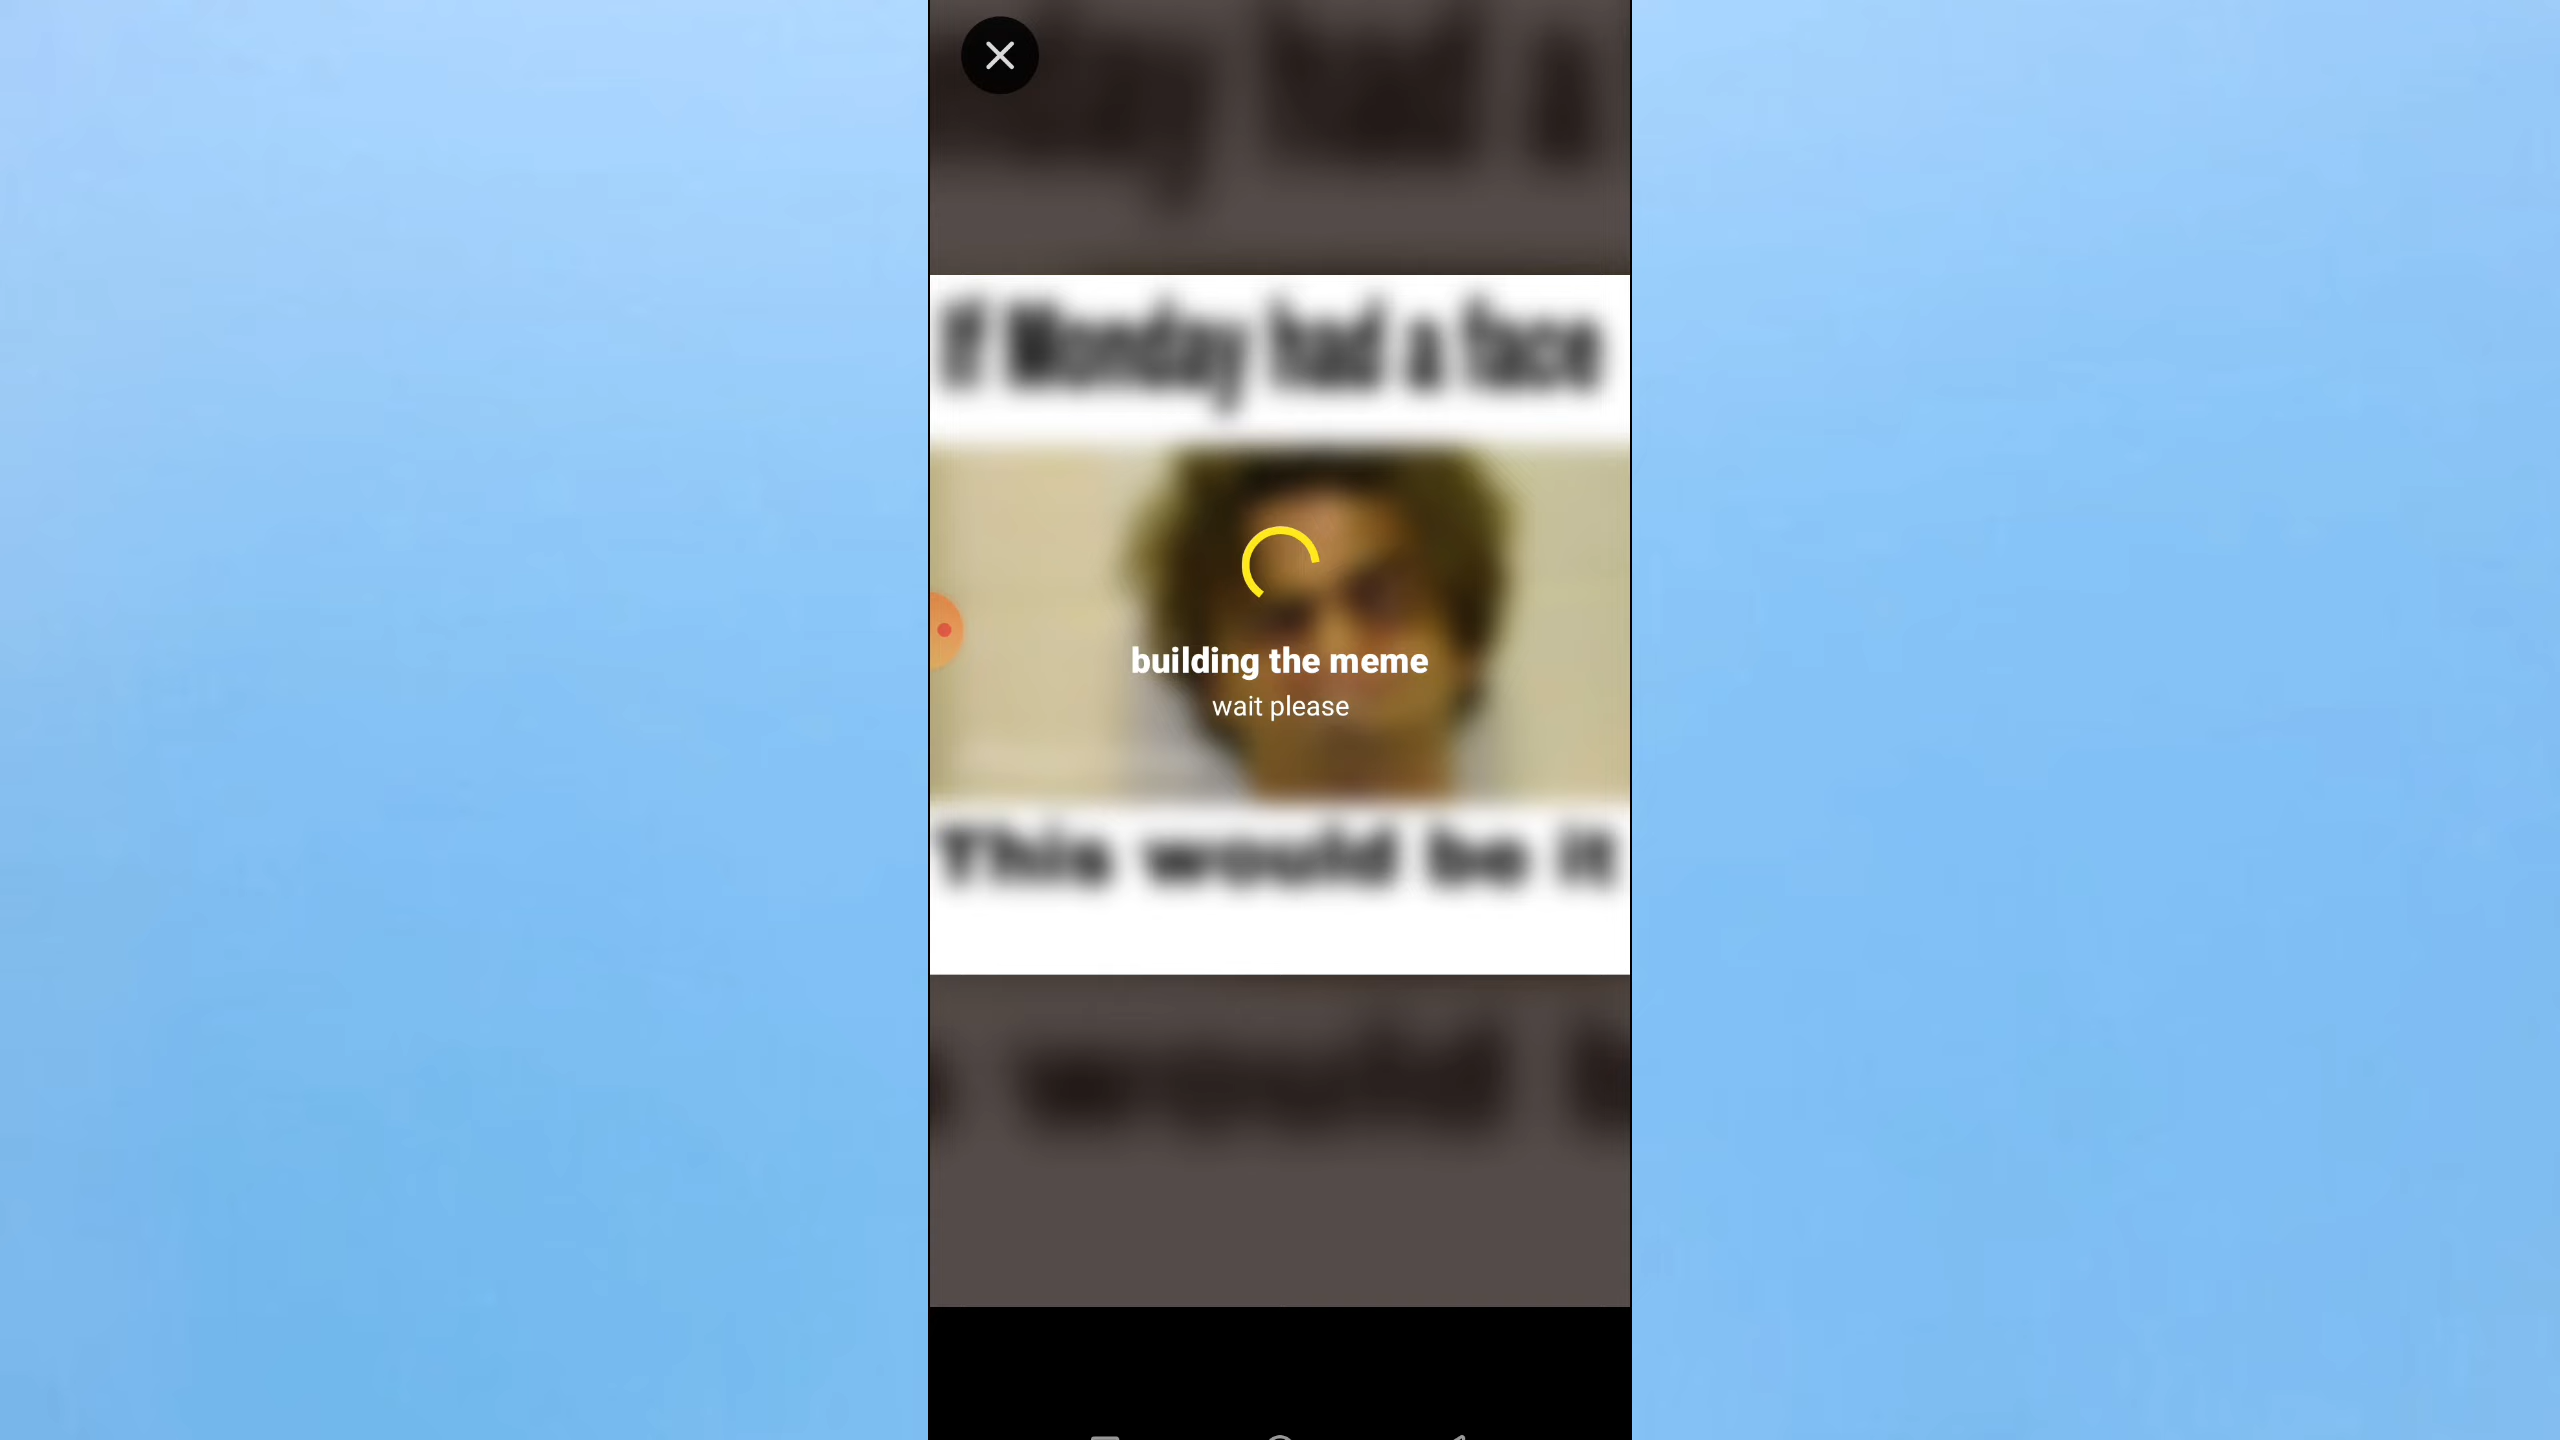 If Monday had a face
building the meme
wait please
This would be it